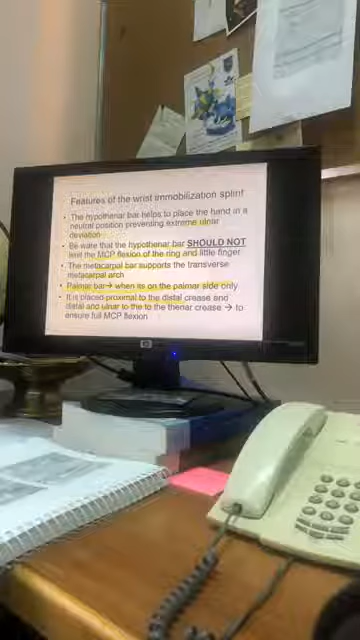 Features of the wrist immobilization splint
• The hypothenar bar helps to place the hand in a
neutral position preventing extreme ulnar
deviation
• Be ware that the hypothenar bar SHOULD NOT
limit the MCP flexion of the ring and little finger
• The metacarpal bar supports the transverse
metacarpal arch
• Palmar bar→ when its on the palmar side only
• It is placed proximal to the distal crease and
distal and ulnar to the to the thenar crease → to
ensure full MCP flexion
hp